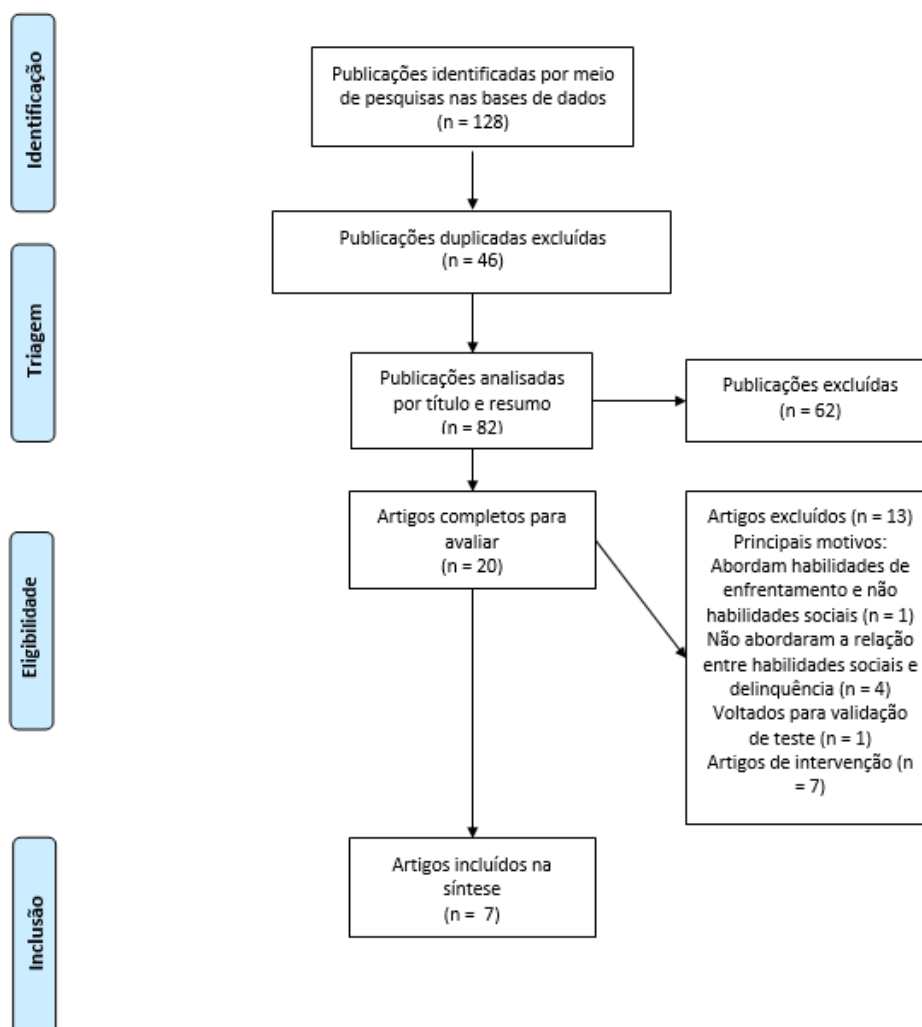 Identificação
Publicações identificadas por meio
de pesquisas nas bases de dados
(n = 128)
Publicações duplicadas excluídas
(n = 46)
Triagem
Publicações analisadas
por título e resumo
(n = 82)
Publicações excluídas
(n = 62)
Eligibilidade
Artigos completos para
avaliar
(n = 20)
Artigos excluídos (n = 13)
Principais motivos:
Abordam habilidades de
enfrentamento e não
habilidades sociais (n = 1)
Não abordaram a relação
entre habilidades sociais e
delinquência (n = 4)
Voltados para validação
de teste (n = 1)
Artigos de intervenção (n
= 7)
Inclusão
Artigos incluídos na
síntese
(n = 7)